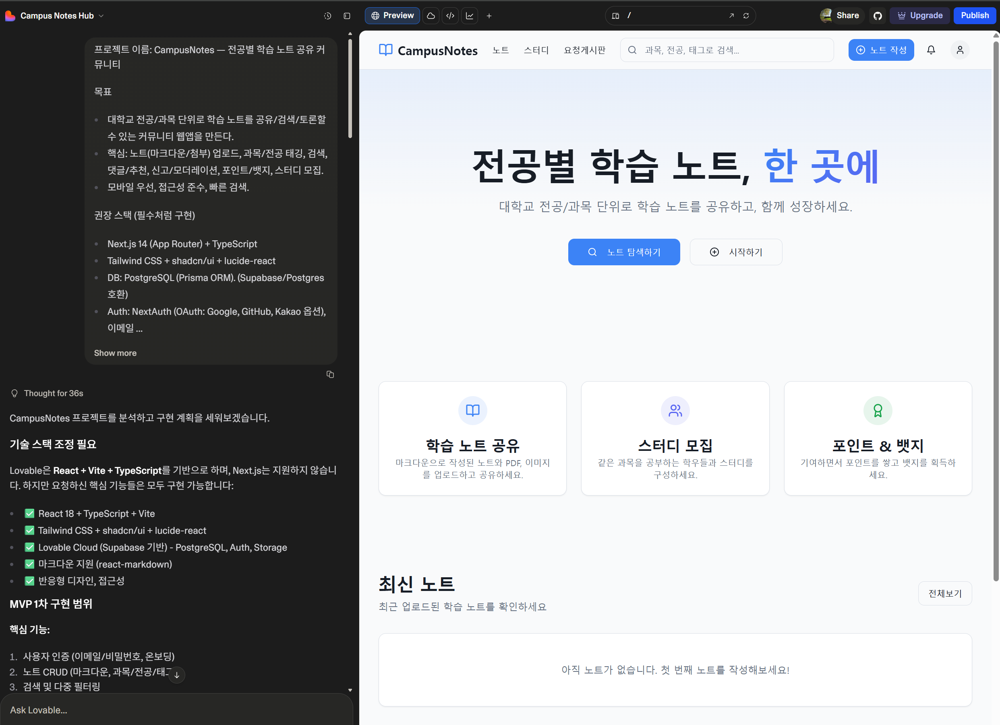 Campus Notes Hub
Preview
/
Share
Upgrade
Publish
프로젝트 이름: CampusNotes — 전공별 학습 노트 공유 커
뮤니티
목표
대학교 전공/과목 단위로 학습 노트를 공유/검색/토론할
수 있는 커뮤니티 웹앱을 만든다.
핵심: 노트(마크다운/첨부) 업로드, 과목/전공 태깅, 검색,
댓글/추천, 신고/모더레이션, 포인트/뱃지, 스터디 모집.
모바일 우선, 접근성 준수, 빠른 검색.
권장 스택 (필수처럼 구현)
Next.js 14 (App Router) + TypeScript
Tailwind CSS + shadcn/ui + lucide-react
DB: PostgreSQL (Prisma ORM). (Supabase/Postgres
호환)
Auth: NextAuth (OAuth: Google, GitHub, Kakao 옵션),
이메일 ...
Show more
Thought for 36s
CampusNotes 프로젝트를 분석하고 구현 계획을 세워보겠습니다.
기술 스택 조정 필요
Lovable은 React + Vite + TypeScript를 기반으로 하며, Next.js는 지원하지 않습니
다. 하지만 요청하신 핵심 기능들은 모두 구현 가능합니다:
✅ React 18 + TypeScript + Vite
✅ Tailwind CSS + shadcn/ui + lucide-react
✅ Lovable Cloud (Supabase 기반) - PostgreSQL, Auth, Storage
✅ 마크다운 지원 (react-markdown)
✅ 반응형 디자인, 접근성
MVP 1차 구현 범위
핵심 기능:
1. 사용자 인증 (이메일/비밀번호, 온보딩)
2. 노트 CRUD (마크다운, 과목/전공/태그
3. 검색 및 다중 필터링
Ask Lovable...
CampusNotes
노트
스터디
요청게시판
과목, 전공, 태그로 검색...
노트 작성
전공별 학습 노트, 한 곳에
대학교 전공/과목 단위로 학습 노트를 공유하고, 함께 성장하세요.
노트 탐색하기
시작하기
학습 노트 공유
마크다운으로 작성된 노트와 PDF, 이미지
를 업로드하고 공유하세요.
스터디 모집
같은 과목을 공부하는 학우들과 스터디를
구성하세요.
포인트 & 뱃지
기여하면서 포인트를 쌓고 뱃지를 획득하
세요.
최신 노트
최근 업로드된 학습 노트를 확인하세요
전체보기
아직 노트가 없습니다. 첫 번째 노트를 작성해보세요!